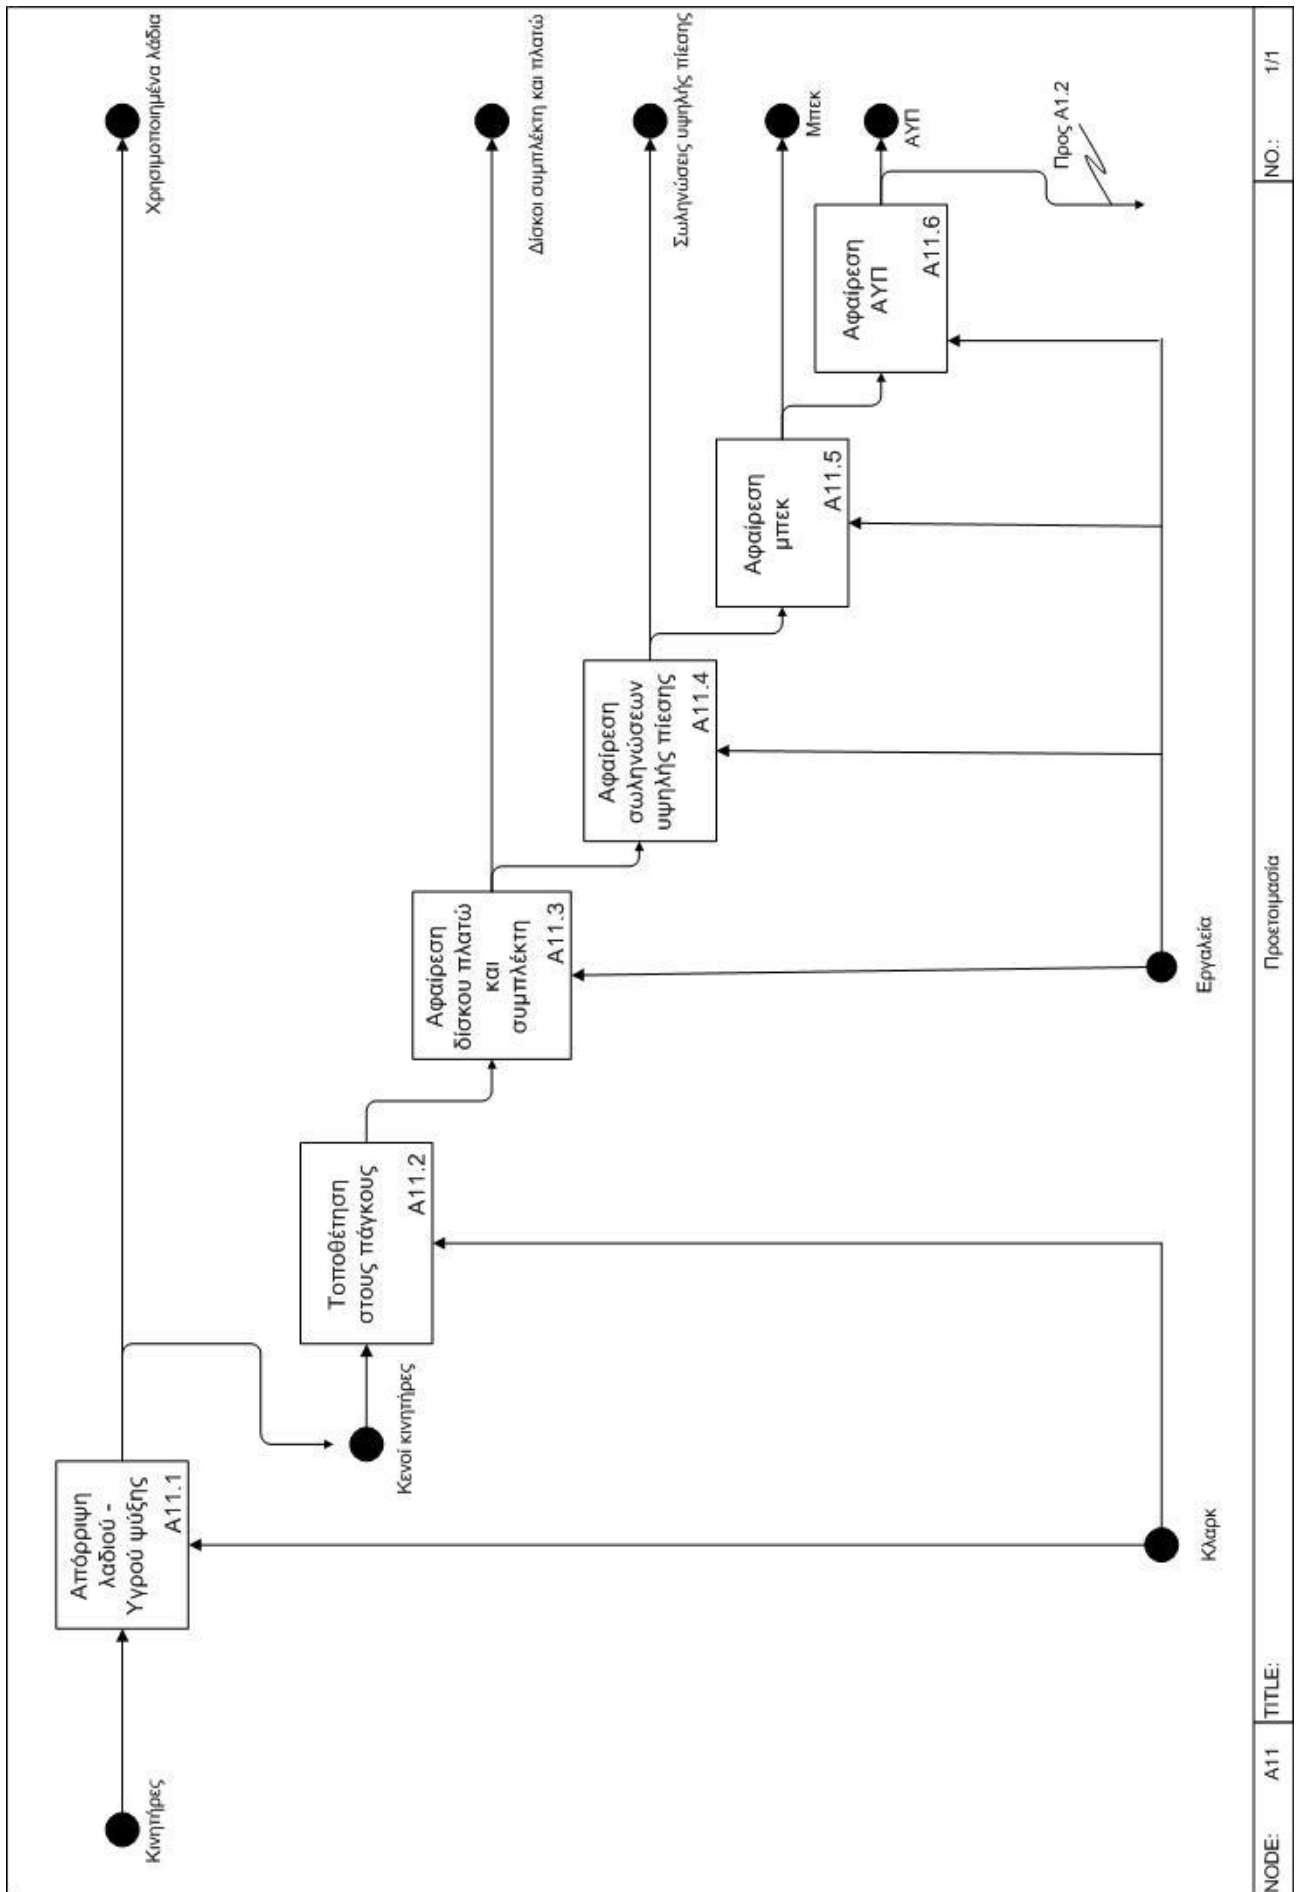 Κινητήρες
Απόρριψη
λαδιού -
Υγρού ψύξης
A11.1
Χρησιμοποιημένα λάδια
Κενοί κινητήρες
Τοποθέτηση
στους πάγκους
A11.2
Αφαίρεση
δίσκου πλατώ
και
συμπλέκτη
A11.3
Δίσκοι συμπλέκτη και πλατώ
Αφαίρεση
σωληνώσεων
υψηλής πίεσης
A11.4
Σωληνώσεις υψηλής πίεσης
Αφαίρεση
μπεκ
A11.5
Μπεκ
Αφαίρεση
ΑΥΠ
A11.6
ΑΥΠ
Προς A1.2
Κλαρκ
Εργαλεία
NODE: A11 TITLE: Προετοιμασία NO.: 1/1